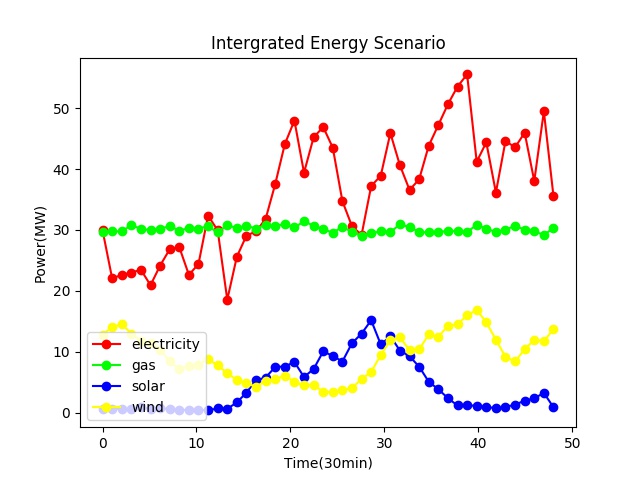 Intergrated Energy Scenario
Power(MW)
50
40
30
20
10
0
electricity
gas
solar
wind
0 10 20 30 40 50
Time(30min)